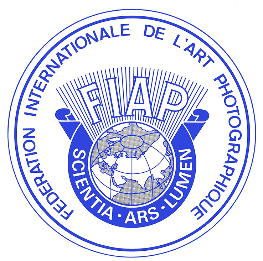 FEDERATION INTERNATIONALE DE L'ART PHOTOGRAPHIQUE
FIAP
SCIENTIA · ARS · LUMEN